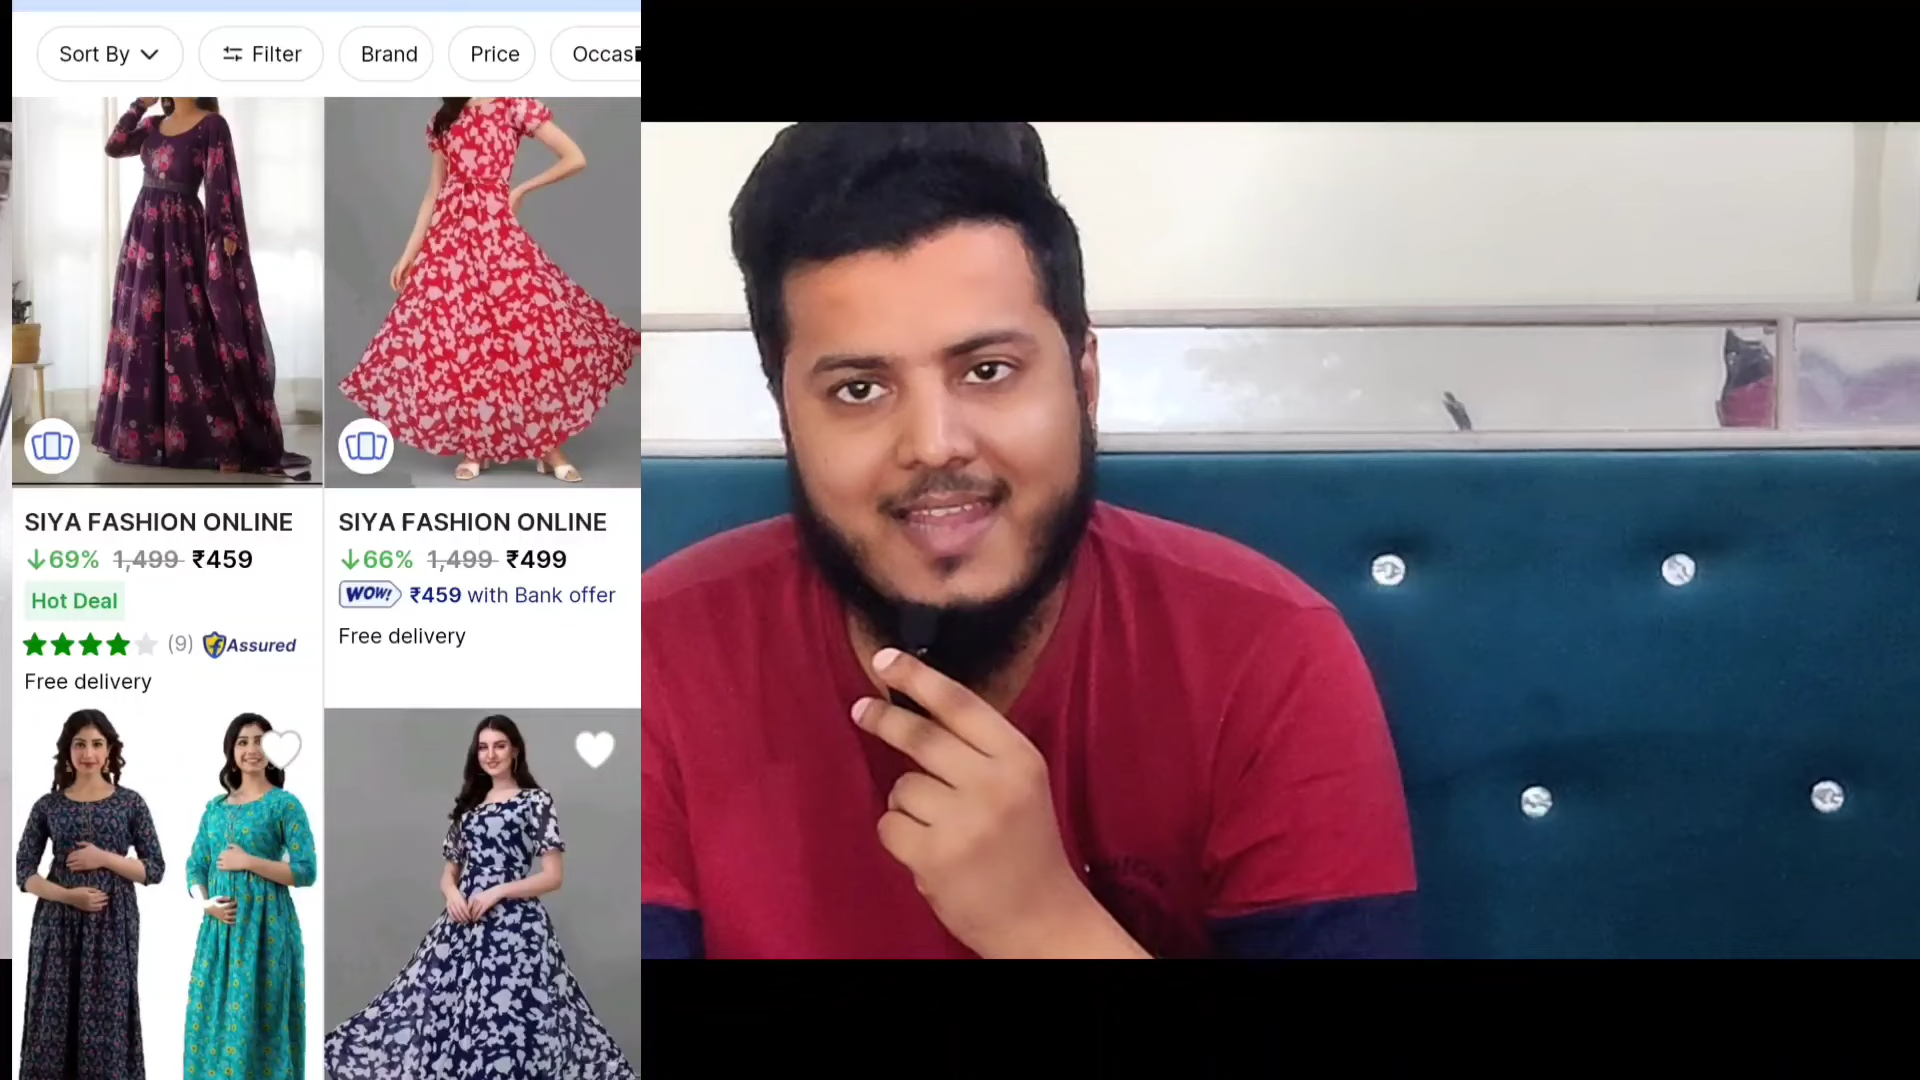 Sort By
Filter
Brand
Price
Occas
SIYA FASHION ONLINE
↓69% 1,499 ₹459
Hot Deal
(9) f Assured
Free delivery
SIYA FASHION ONLINE
↓66% 1,499 ₹499
WOW! ₹459 with Bank offer
Free delivery